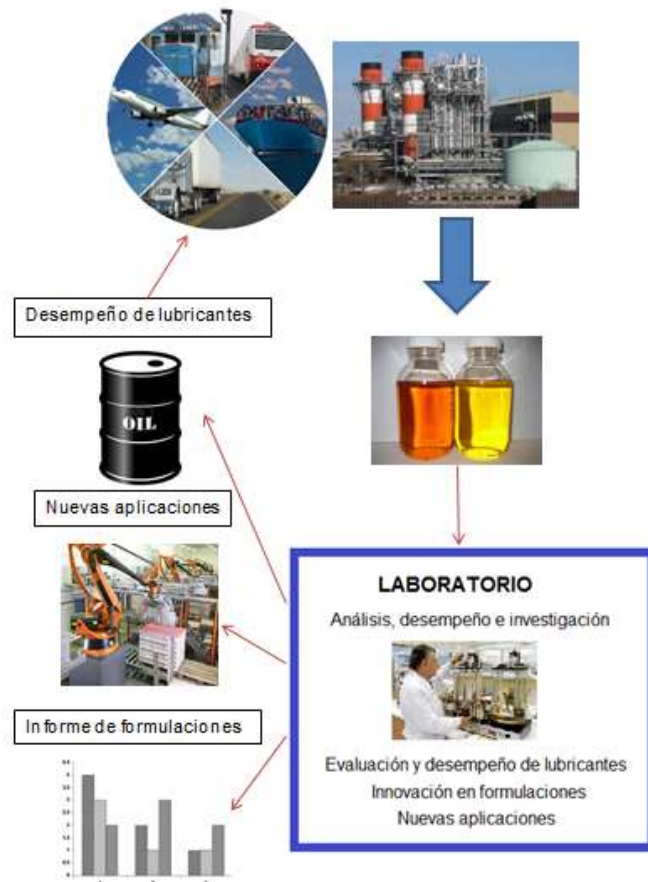 Desempeño de lubricantes
OIL
Nuevas aplicaciones
LABORATORIO
Análisis, desempeño e investigación
Informe de formulaciones
Evaluación y desempeño de lubricantes
Innovación en formulaciones
Nuevas aplicaciones